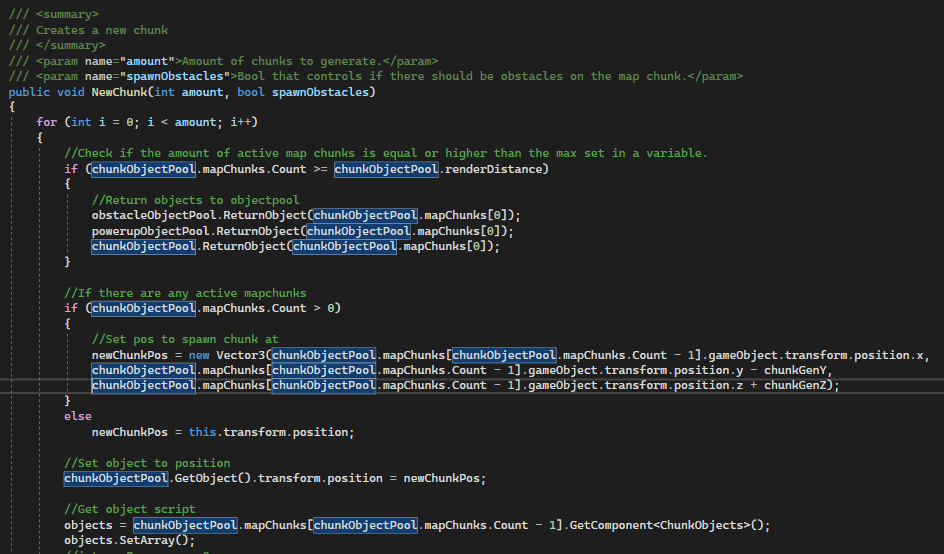 /// <summary>
/// Creates a new chunk
/// </summary>
/// <param name="amount">Amount of chunks to generate.</param>
/// <param name="spawnObstacles">Bool that controls if there should be obstacles on the map chunk.</param>
public void NewChunk(int amount, bool spawnObstacles)
{
for (int i = 0; i < amount; i++)
{
//Check if the amount of active map chunks is equal or higher than the max set in a variable.
if (chunkObjectPool.mapChunks.Count >= chunkObjectPool.renderDistance)
{
//Return objects to objectpool
obstacleObjectPool.ReturnObject(chunkObjectPool.mapChunks[0]);
powerupObjectPool.ReturnObject(chunkObjectPool.mapChunks[0]);
chunkObjectPool.ReturnObject(chunkObjectPool.mapChunks[0]);
}
//If there are any active mapchunks
if (chunkObjectPool.mapChunks.Count > 0)
{
//Set pos to spawn chunk at
newChunkPos = new Vector3(chunkObjectPool.mapChunks[chunkObjectPool.mapChunks.Count - 1].gameObject.transform.position.x,
chunkObjectPool.mapChunks[chunkObjectPool.mapChunks.Count - 1].gameObject.transform.position.y - chunkGenY,
chunkObjectPool.mapChunks[chunkObjectPool.mapChunks.Count - 1].gameObject.transform.position.z + chunkGenZ);
}
else
newChunkPos = this.transform.position;
//Set object to position
chunkObjectPool.GetObject().transform.position = newChunkPos;
//Get object script
objects = chunkObjectPool.mapChunks[chunkObjectPool.mapChunks.Count - 1].GetComponent<ChunkObjects>();
objects.SetArray();